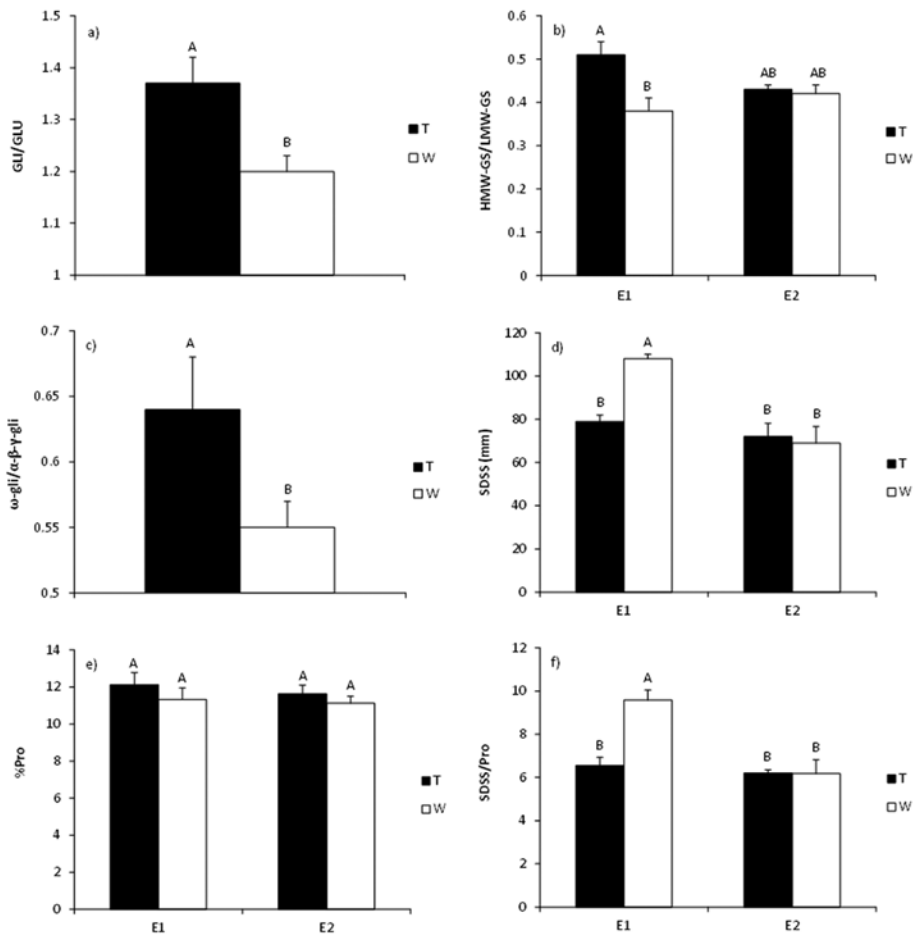 a)
1.5
1.4
1.3
1.2
1.1
1
GLI/GLU
A
B
T
W
b)
0.6
0.5
0.4
0.3
0.2
0.1
0
HMW-GS/LMW-GS
A
B
AB
AB
E1
E2
T
W
c)
0.7
0.65
0.6
0.55
0.5
ω-gli/α-β-γ-gli
A
B
T
W
d)
120
100
80
60
40
20
0
SDSS (mm)
B
A
B
B
E1
E2
T
W
e)
14
12
10
8
6
4
2
0
%Pro
A
A
A
A
E1
E2
T
W
f)
12
10
8
6
4
2
0
SDSS/Pro
B
A
B
B
E1
E2
T
W